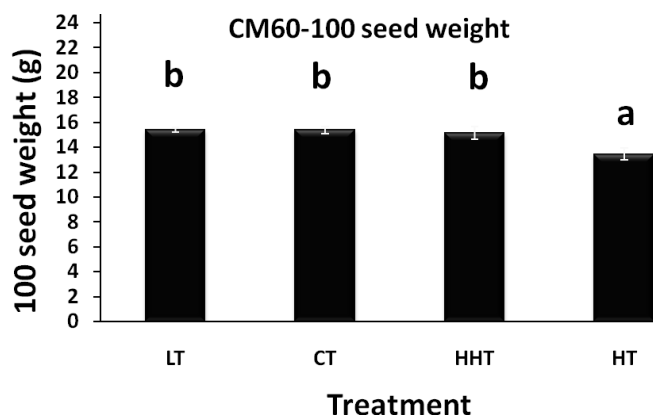 CM60-100 seed weight
100 seed weight (g)
24
22
20
18
16
14
12
10
8
6
4
2
0
b
b
b
a
LT
CT
HHT
HT
Treatment